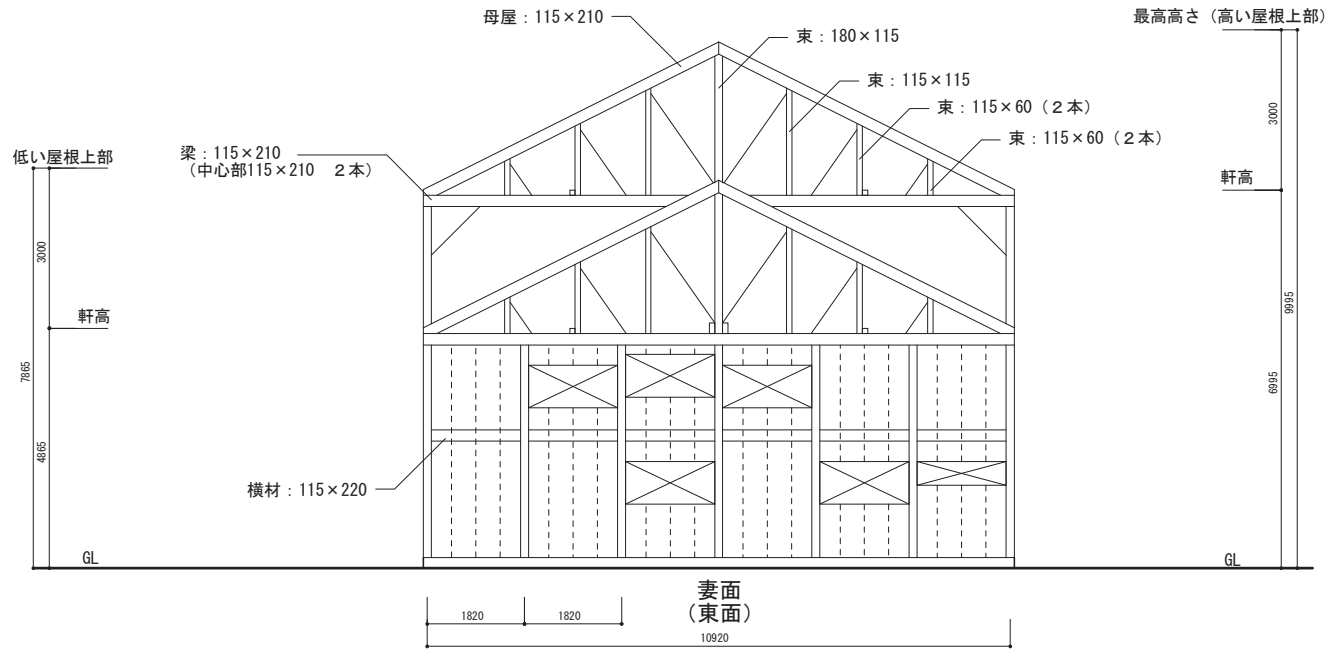 母屋：115×210
最高高さ（高い屋根上部）
束：180×115
束：115×115
束：115×60（２本）
束：115×60（２本）
梁：115×210
（中心部115×210　２本）
低い屋根上部
軒高
軒高
3000
3000
7865
4865
9995
6995
横材：115×220
GL
GL
妻面
（東面）
1820
1820
10920